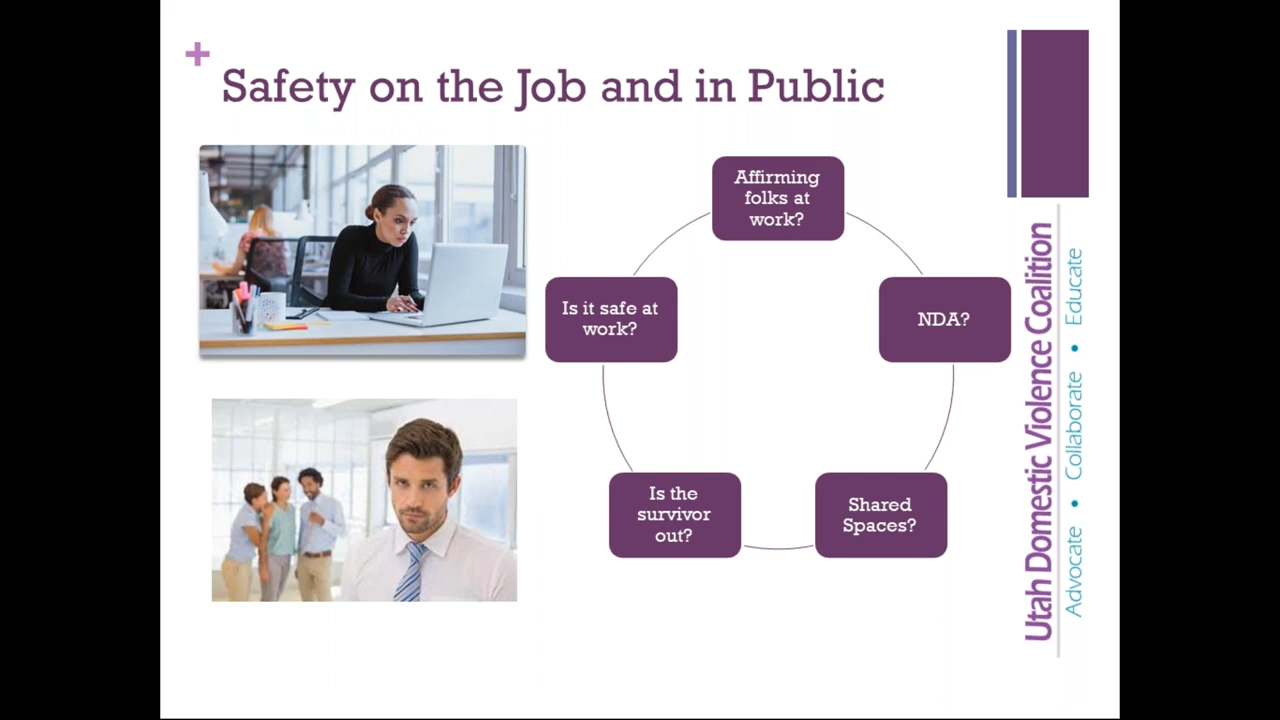 +
Safety on the Job and in Public
Affirming
folks at
work?
NDA?
Shared
Spaces?
Is the
survivor
out?
Is it safe at
work?
Utah Domestic Violence Coalition
Advocate • Collaborate • Educate